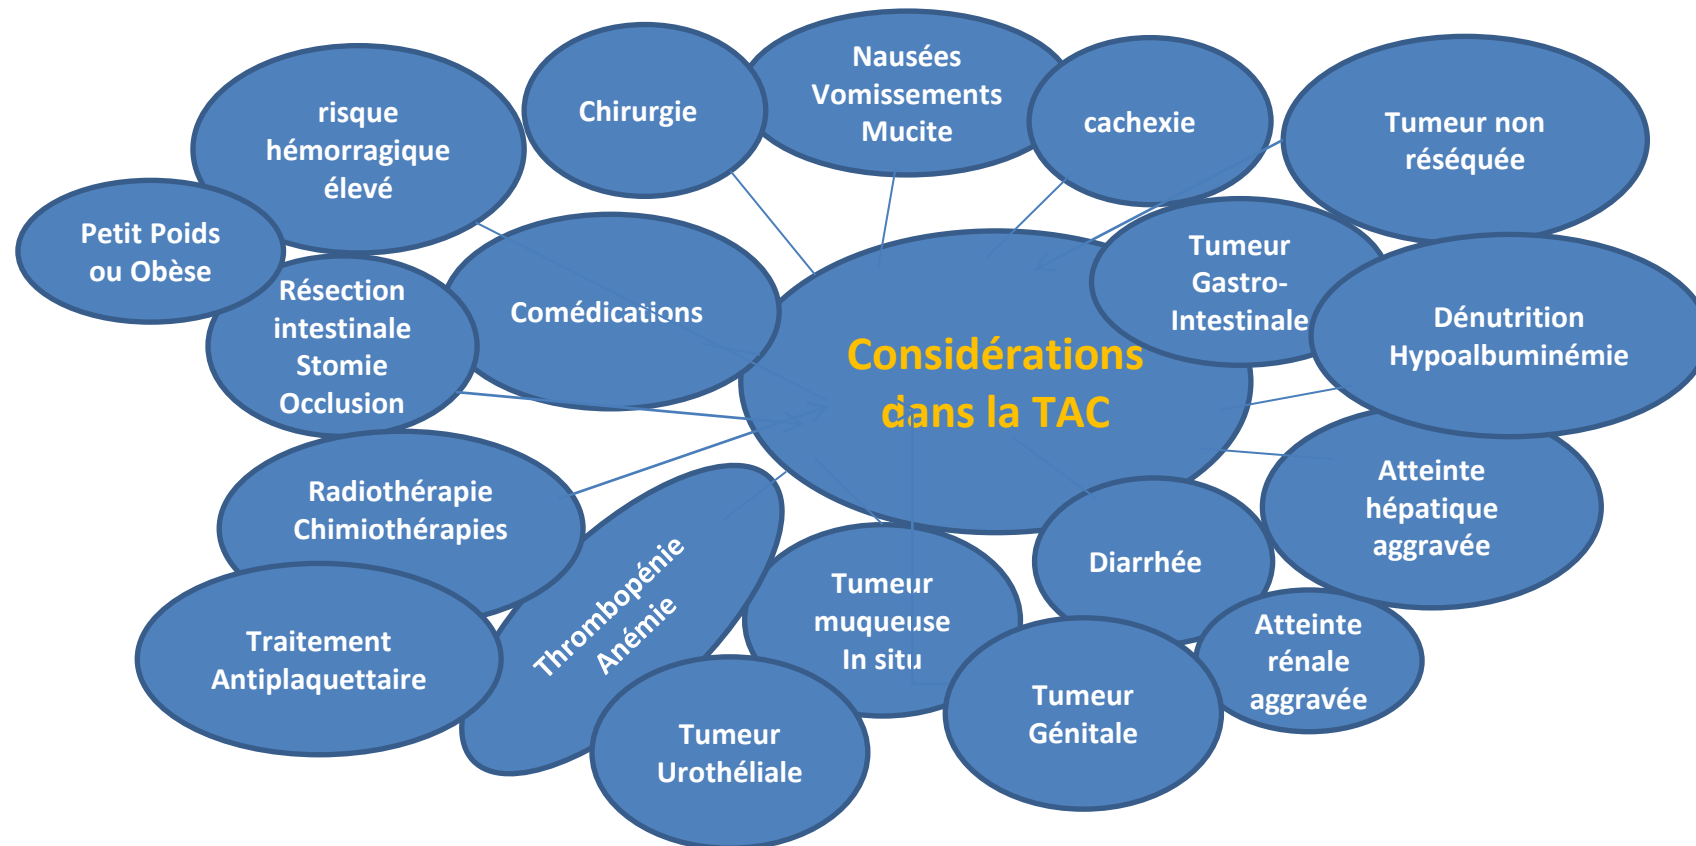 Nausées
Vomissements
Mucite
Chirurgie
cachexie
risque
hémorragique
élevé
Tumeur non
réséquée
Petit Poids
ou Obèse
Tumeur
Gastro-
Intestinale
Résection
intestinale
Stomie
Occlusion
Comédications
Dénutrition
Hypoalbuminémie
Considérations
dans la TAC
Radiothérapie
Chimiothérapies
Atteinte
hépatique
aggravée
Thrombopénie
Anémie
Tumeur
muqueuse
In situ
Diarrhée
Traitement
Antiplaquettaire
Atteinte
rénale
aggravée
Tumeur
Génitale
Tumeur
Urothéliale